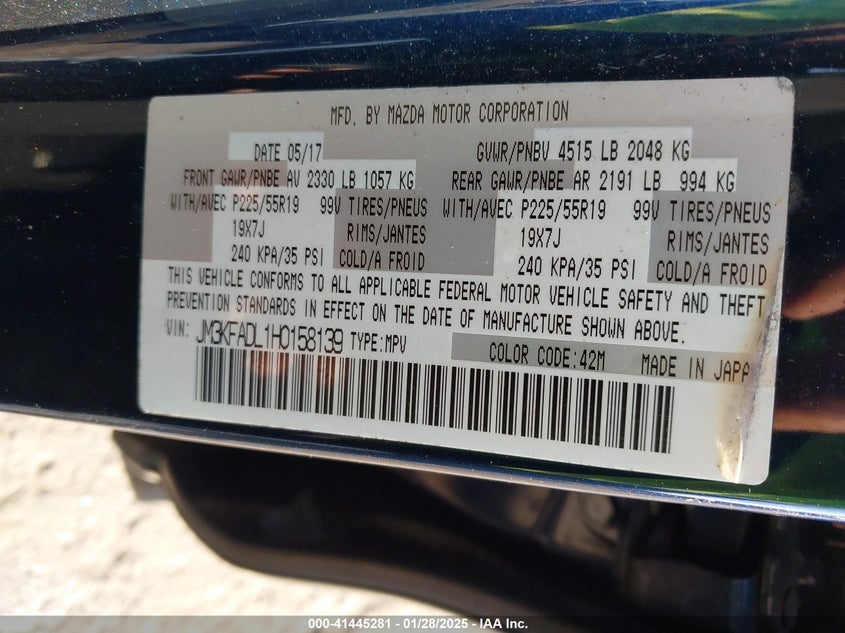 MFD. BY MAZDA MOTOR CORPORATION
DATE 05/17 GVWR/PNBV 4515 LB 2048 KG
FRONT GAWR/PNBE AV 2330 LB 1057 KG REAR GAWR/PNBE AR 2191 LB 994 KG
WITH/AVEC P225/55R19 99V TIRES/PNEUS WITH/AVEC P225/55R19 99V TIRES/PNEUS
19X7J RIMS/JANTES 19X7J RIMS/JANTES
240 KPA/35 PSI COLD/A FROID 240 KPA/35 PSI COLD/A FROID
THIS VEHICLE CONFORMS TO ALL APPLICABLE FEDERAL MOTOR VEHICLE SAFETY AND THEFT
PREVENTION STANDARDS IN EFFECT ON THE DATE OF MANUFACTURE SHOWN ABOVE.
VIN: JM3KFADL1H0158139 TYPE:MPV COLOR CODE:42M MADE IN JAPA
000-41445281 - 01/28/2025 - IAA Inc.